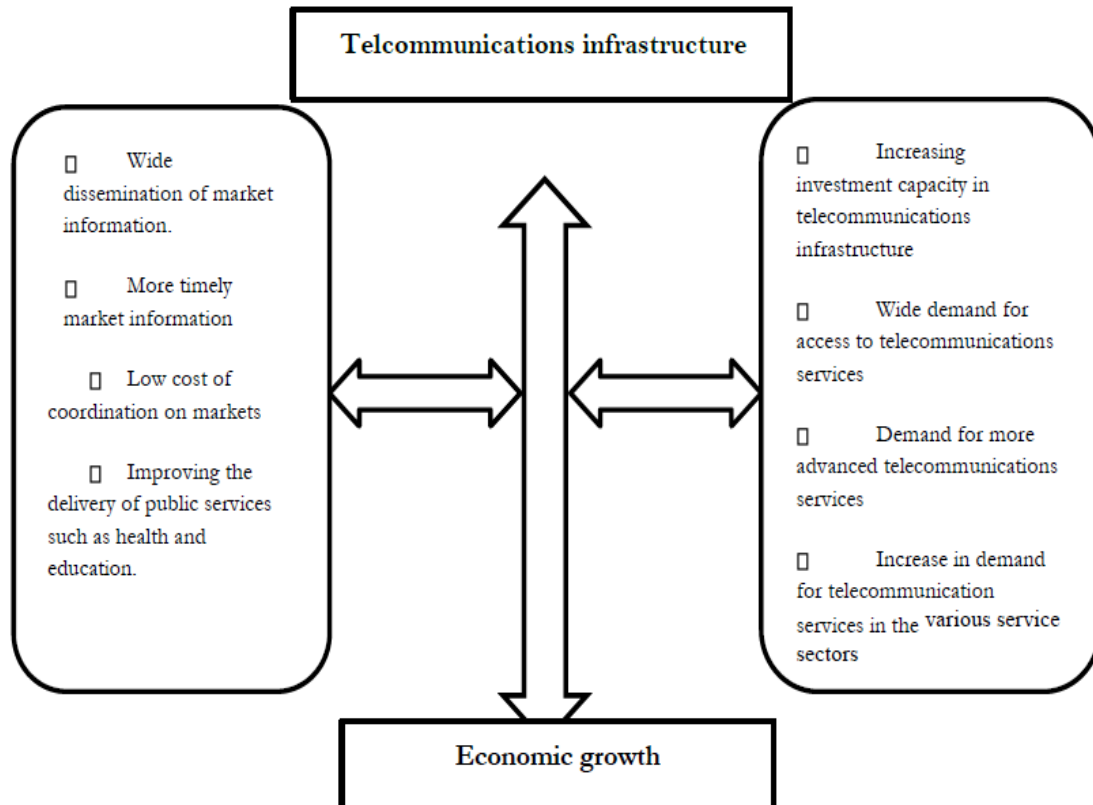 Telcommunications infrastructure
▯ Wide
dissemination of market
information.
▯ More timely
market information
▯ Low cost of
coordination on markets
▯ Improving the
delivery of public services
such as health and
education.
▯ Increasing
investment capacity in
telecommunications
infrastructure
▯ Wide demand for
access to telecommunications
services
▯ Demand for more
advanced telecommunications
services
▯ Increase in demand
for telecommunication
services in the various service
sectors
Economic growth